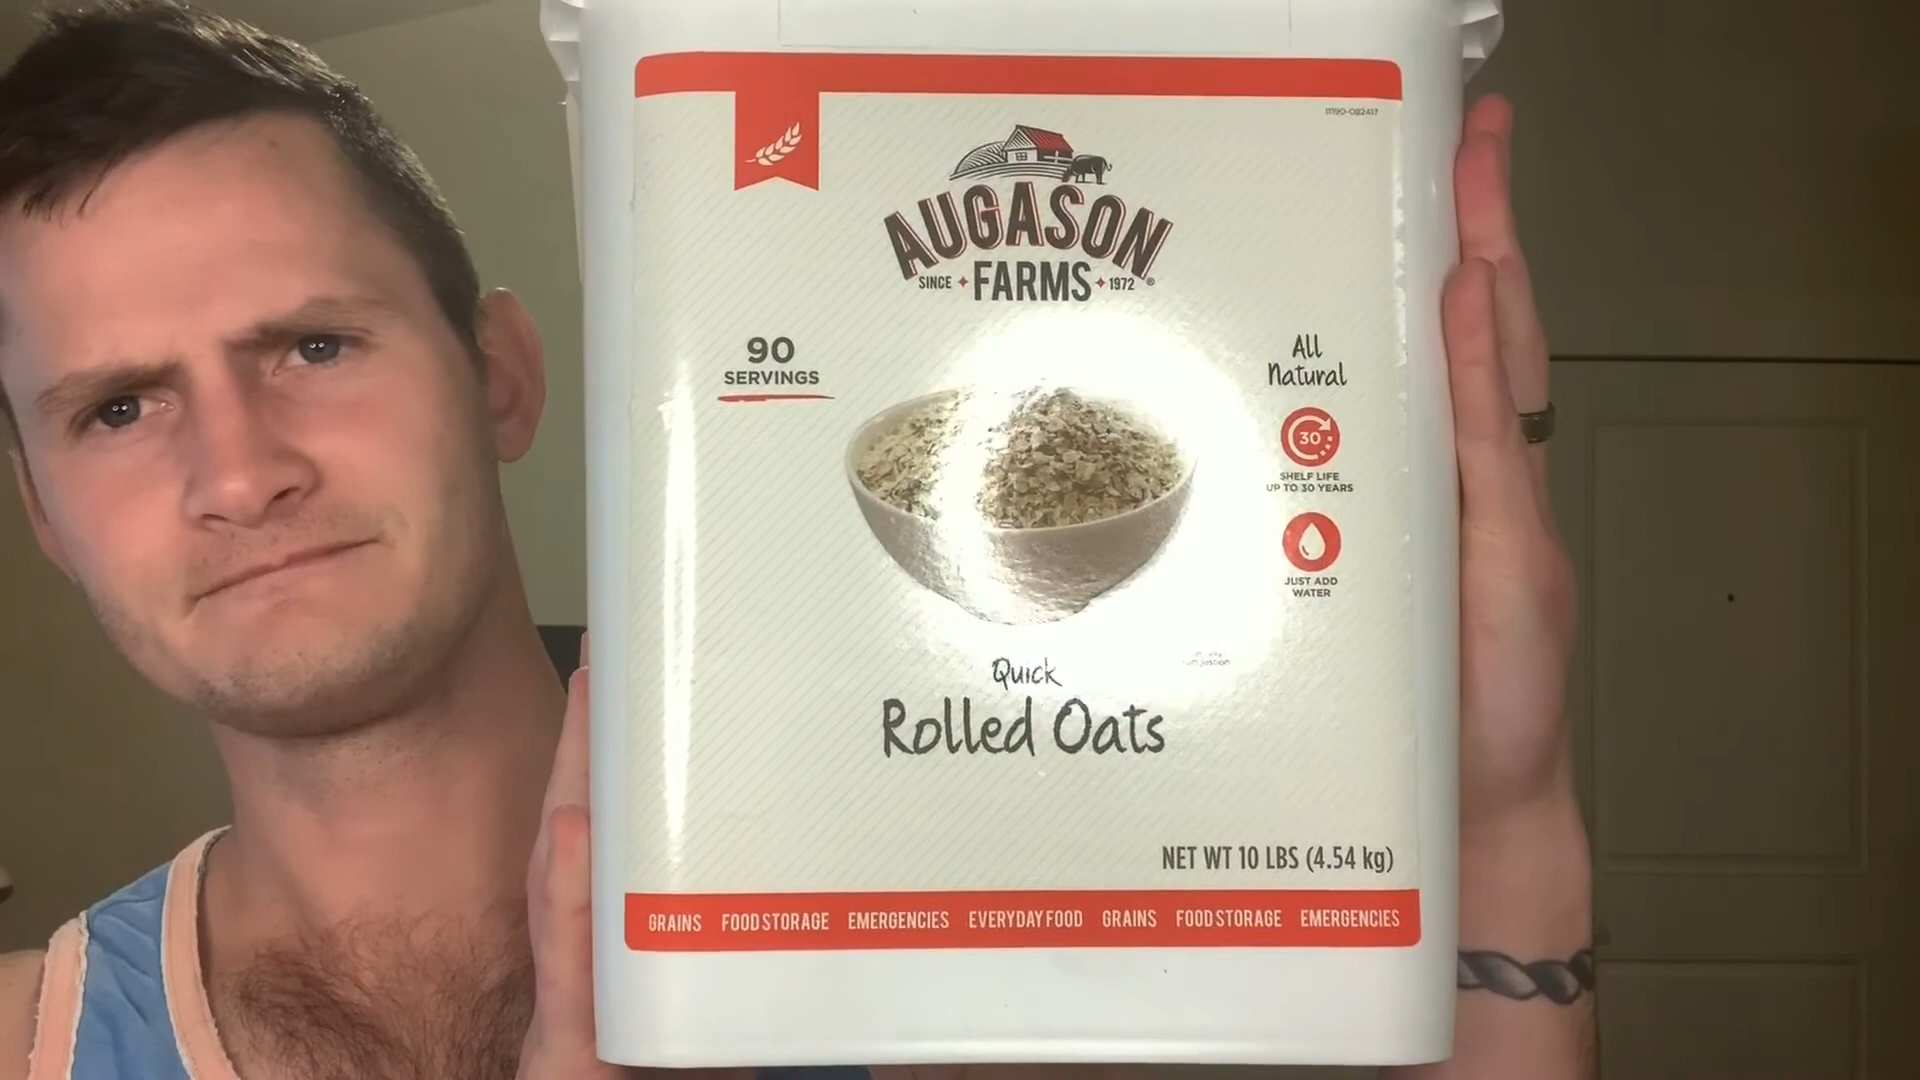 11190-082417
AUGASON
SINCE FARMS 1972 ®
90
SERVINGS
All
Natural
30
SHELF LIFE
UP TO 30 YEARS
JUST ADD
WATER
Quick
Rolled Oats
NET WT 10 LBS (4.54 kg)
GRAINS FOOD STORAGE EMERGENCIES EVERYDAY FOOD GRAINS FOOD STORAGE EMERGENCIES